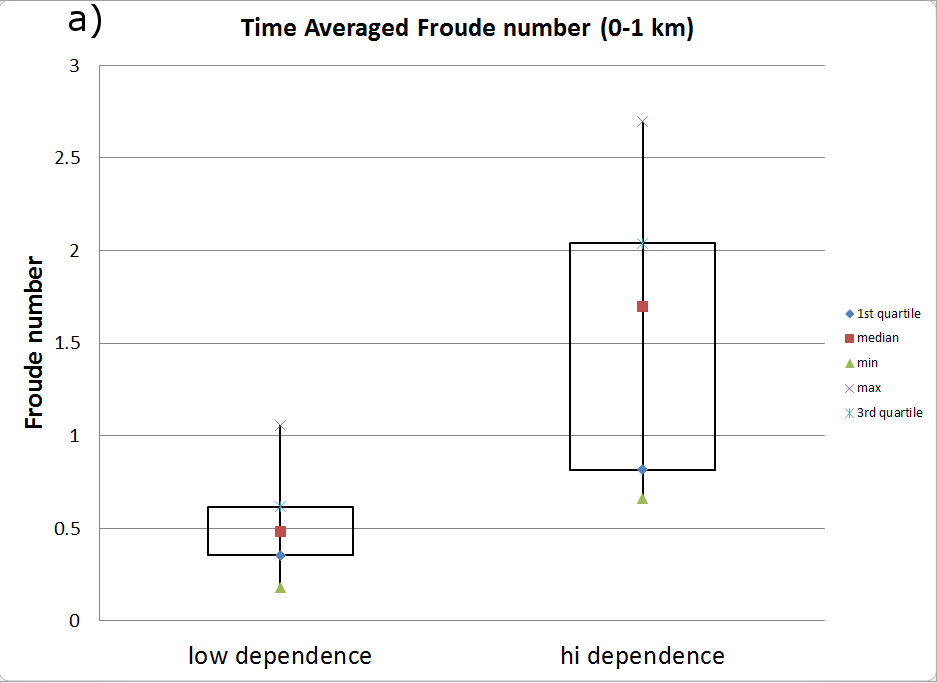 a)
Time Averaged Froude number (0-1 km)
3
2.5
2
1.5
1
0.5
0
Froude number
low dependence
hi dependence
1st quartile
median
min
max
3rd quartile